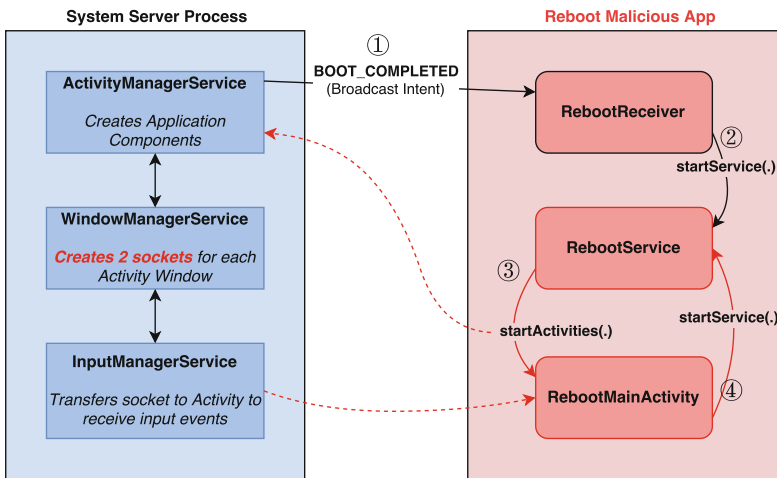 System Server Process
Reboot Malicious App
①
BOOT_COMPLETED
(Broadcast Intent)
ActivityManagerService
Creates Application
Components
RebootReceiver
②
startService(.)
WindowManagerService
Creates 2 sockets for each
Activity Window
RebootService
③
startActivities(.)
startService(.)
InputManagerService
Transfers socket to Activity to
receive input events
RebootMainActivity
④